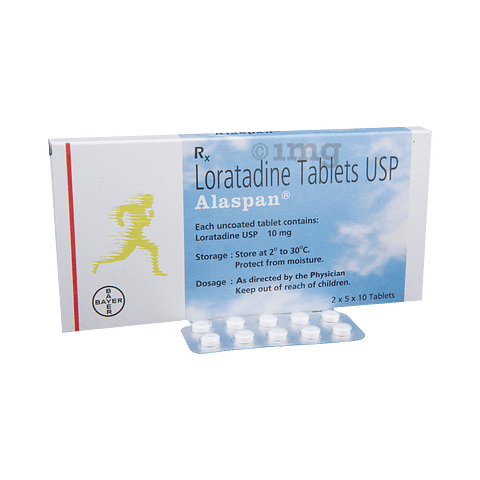 Alaspan
Rx
© 1mg
Loratadine Tablets USP
Alaspan®
Each uncoated tablet contains:
Loratadine USP 10 mg
Storage : Store at 2° to 30°C.
Protect from moisture.
Dosage : As directed by the Physician
Keep out of reach of children.
2 x 5 x 10 Tablets
BAYER
BAYER